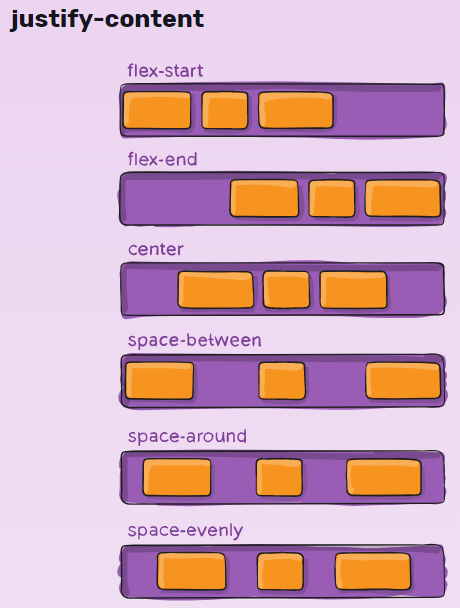 justify-content
flex-start
flex-end
center
space-between
space-around
space-evenly